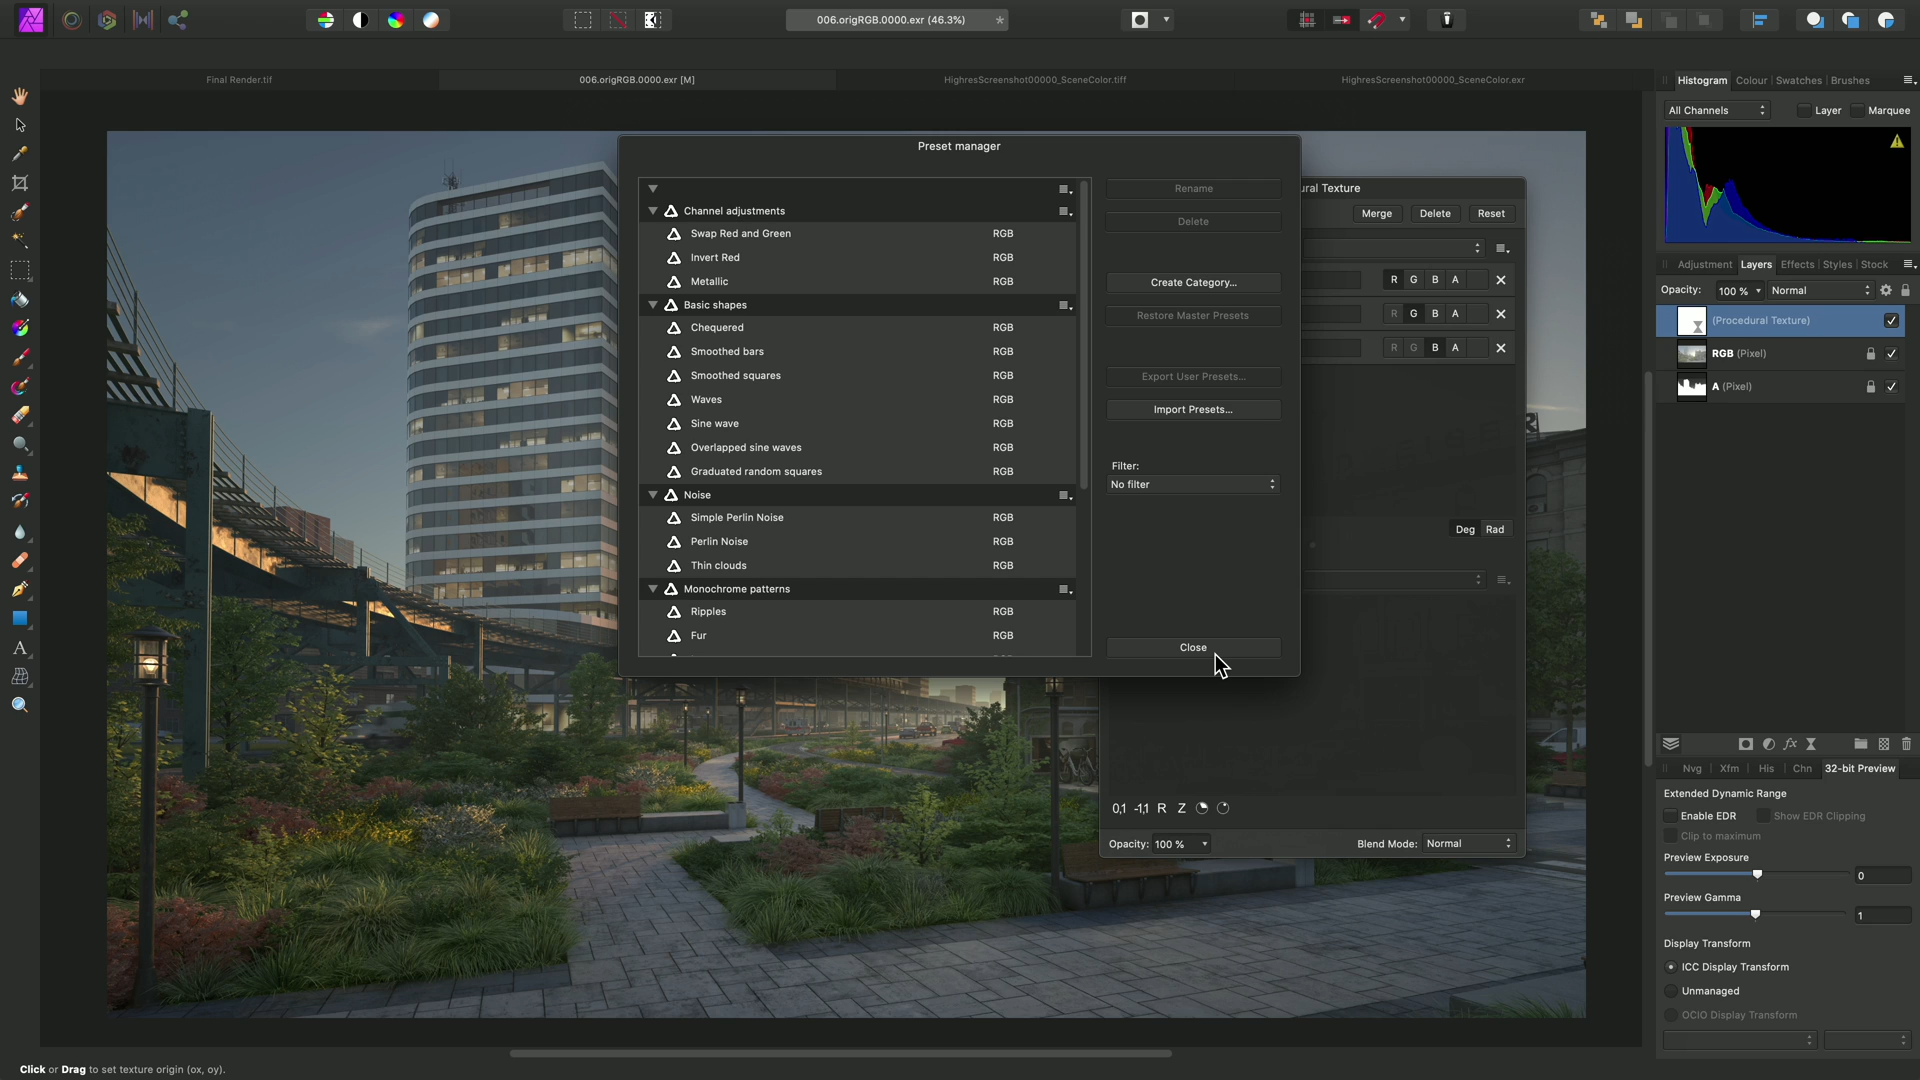 006.origRGB.0000.exr (46.3%) *
Final Render.tif
006.origRGB.0000.exr [M]
HighresScreenshot00000_SceneColor.tiff
HighresScreenshot00000_SceneColor.exr
Histogram Colour Swatches Brushes
All Channels Layer Marquee
Preset manager
Channel adjustments
Swap Red and Green RGB
Invert Red RGB
Metallic RGB
Basic shapes
Chequered RGB
Smoothed bars RGB
Smoothed squares RGB
Waves RGB
Sine wave RGB
Overlapped sine waves RGB
Graduated random squares RGB
Noise
Simple Perlin Noise RGB
Perlin Noise RGB
Thin clouds RGB
Monochrome patterns
Ripples RGB
Fur RGB
Rename
Delete
Create Category...
Restore Master Presets
Export User Presets...
Import Presets...
Filter:
No filter
Close
Texture
Merge Delete Reset
R G B A
R G B A
R G B A
Deg Rad
0,1 -1,1 R Z
Opacity: 100 % Blend Mode: Normal
Adjustment Layers Effects Styles Stock
Opacity: 100 % Normal
(Procedural Texture)
RGB (Pixel)
A (Pixel)
fx
Nvg Xfm His Chn 32-bit Preview
Extended Dynamic Range
Enable EDR Show EDR Clipping
Clip to maximum
Preview Exposure
0
Preview Gamma
1
Display Transform
ICC Display Transform
Unmanaged
OCIO Display Transform
A
Click or Drag to set texture origin (ox, oy).